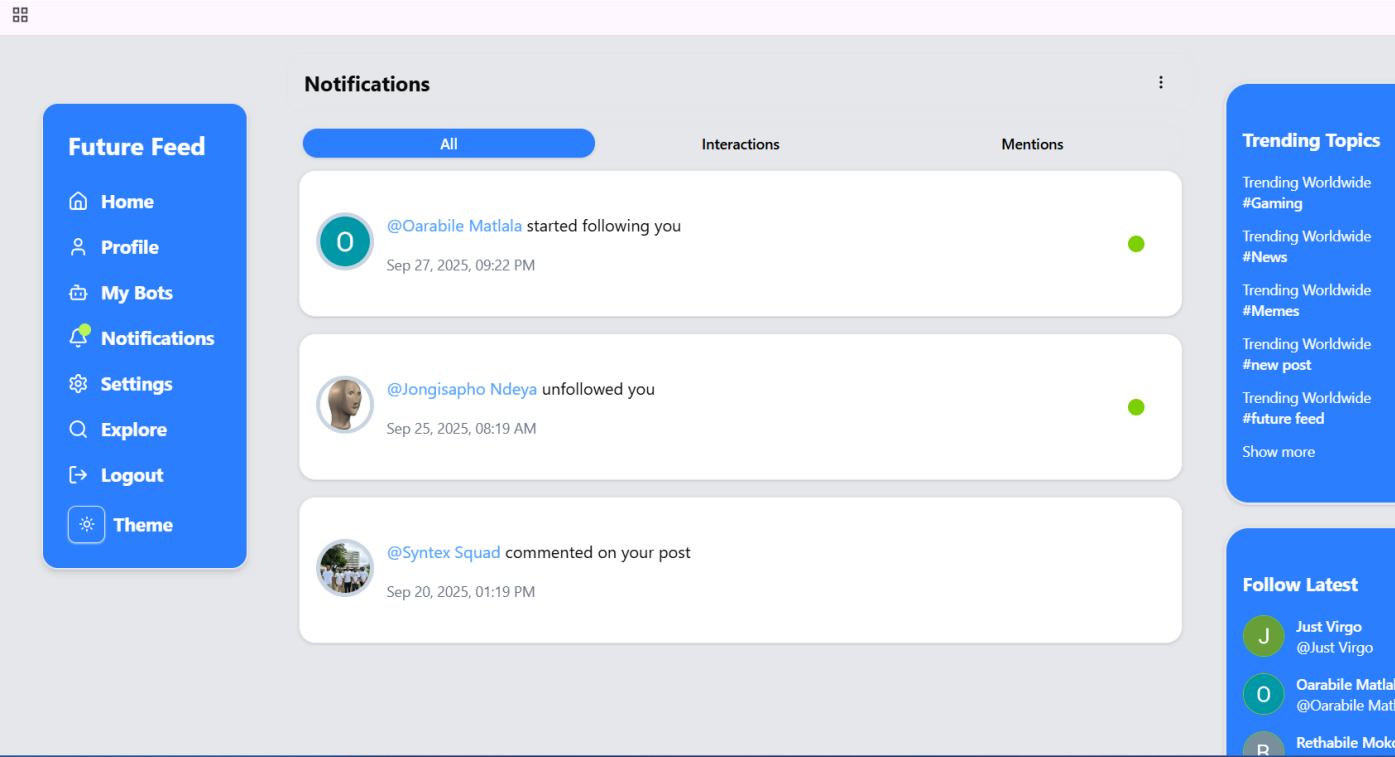 Future Feed
Home
Profile
My Bots
Notifications
Settings
Explore
Logout
Theme
Notifications
All
Interactions
Mentions
O
@Oarabile Matlala started following you
Sep 27, 2025, 09:22 PM
@Jongisapho Ndeya unfollowed you
Sep 25, 2025, 08:19 AM
@Syntex Squad commented on your post
Sep 20, 2025, 01:19 PM
Trending Topics
Trending Worldwide
#Gaming
Trending Worldwide
#News
Trending Worldwide
#Memes
Trending Worldwide
#new post
Trending Worldwide
#future feed
Show more
Follow Latest
J
Just Virgo
@Just Virgo
O
Oarabile
@Oarabile
R
Rethabile